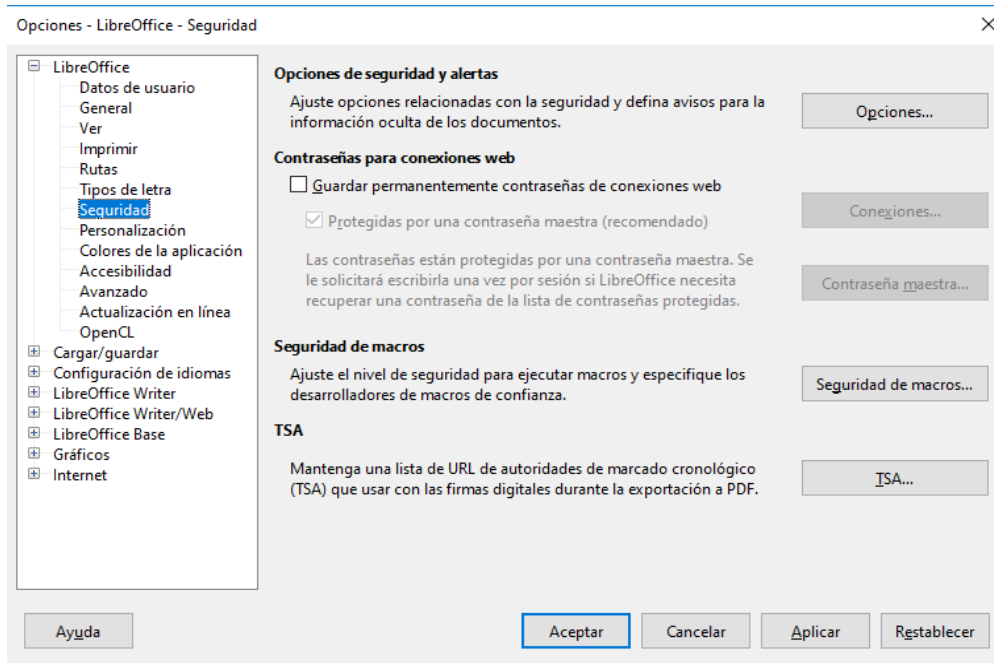 Opciones - LibreOffice - Seguridad
LibreOffice
Datos de usuario
General
Ver
Imprimir
Rutas
Tipos de letra
Seguridad
Personalización
Colores de la aplicación
Accesibilidad
Avanzado
Actualización en línea
OpenCL
Cargar/guardar
Configuración de idiomas
LibreOffice Writer
LibreOffice Writer/Web
LibreOffice Base
Gráficos
Internet
Opciones de seguridad y alertas
Ajuste opciones relacionadas con la seguridad y defina avisos para la
información oculta de los documentos.
Opciones...
Contraseñas para conexiones web
Guardar permanentemente contraseñas de conexiones web
Protegidas por una contraseña maestra (recomendado)
Conexiones...
Las contraseñas están protegidas por una contraseña maestra. Se
le solicitará escribirla una vez por sesión si LibreOffice necesita
recuperar una contraseña de la lista de contraseñas protegidas.
Contraseña maestra...
Seguridad de macros
Ajuste el nivel de seguridad para ejecutar macros y especifique los
desarrolladores de macros de confianza.
Seguridad de macros...
TSA
Mantenga una lista de URL de autoridades de marcado cronológico
(TSA) que usar con las firmas digitales durante la exportación a PDF.
TSA...
Ayuda
Aceptar
Cancelar
Aplicar
Restablecer